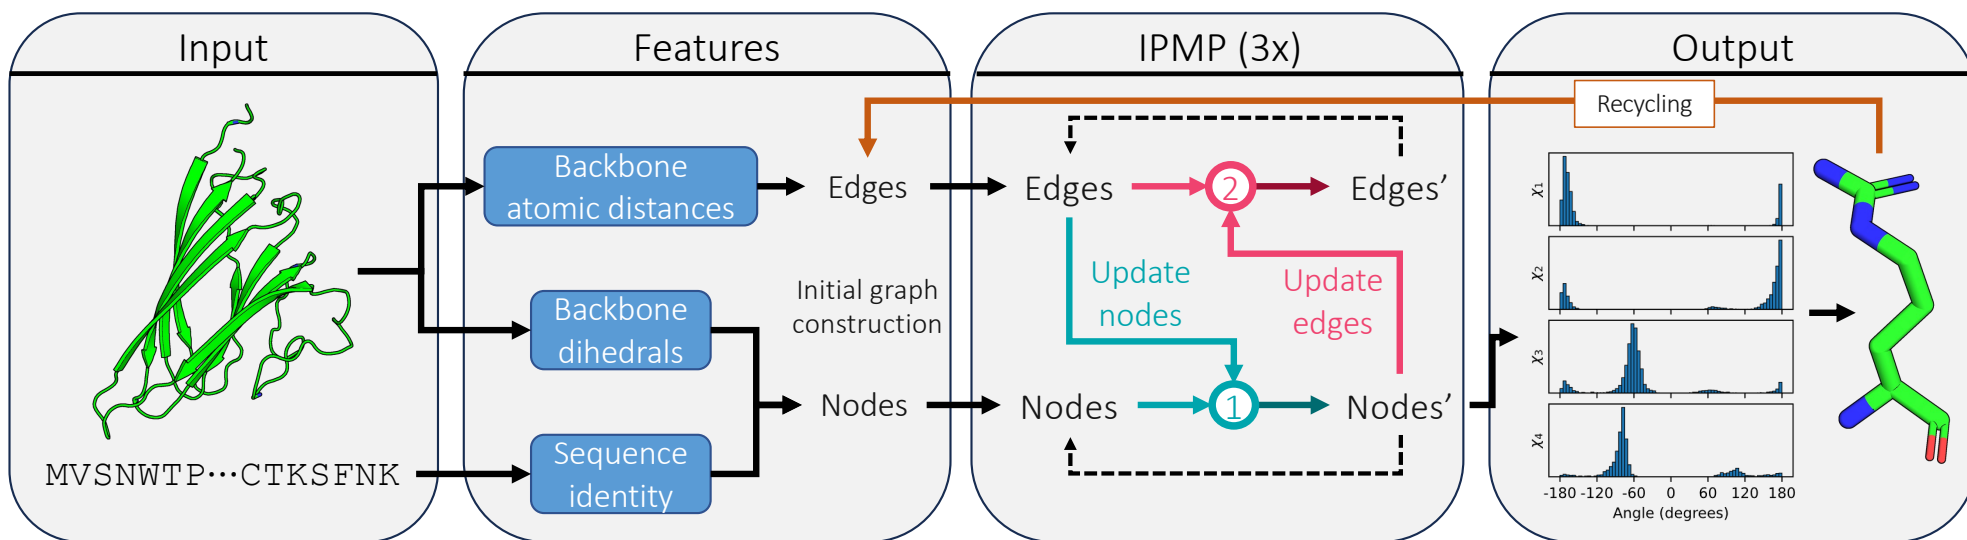 Input
Features
IPMP (3x)
Output
Recycling
Backbone
atomic distances
Edges
Edges
2
Edges’
Initial graph
construction
Update
nodes
Update
edges
Backbone
dihedrals
Nodes
Nodes
1
Nodes’
MVSNWTP⋯CTKSFNK
Sequence
identity
χ1
χ2
χ3
χ4
-180 -120 -60 0 60 120 180
Angle (degrees)